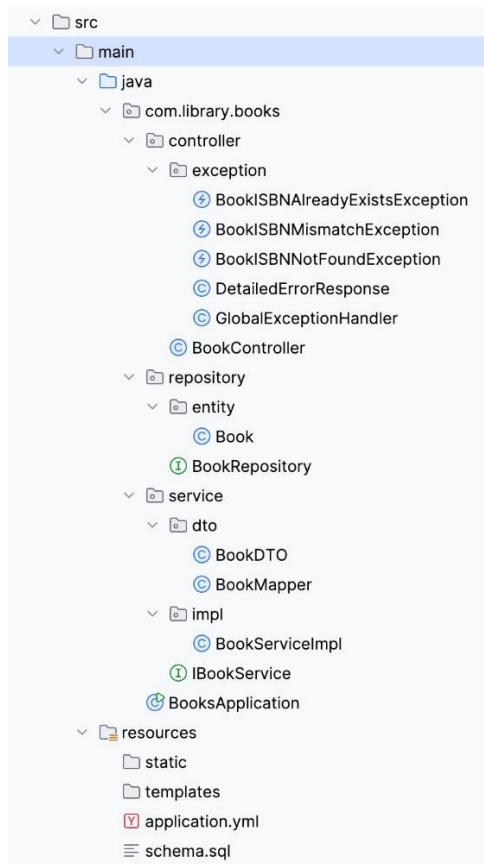 src
main
java
com.library.books
controller
exception
BookISBNAlreadyExistsException
BookISBNMismatchException
BookISBNNotFoundException
DetailedErrorResponse
GlobalExceptionHandler
BookController
repository
entity
Book
BookRepository
service
dto
BookDTO
BookMapper
impl
BookServiceImpl
IBookService
BooksApplication
resources
static
templates
application.yml
schema.sql